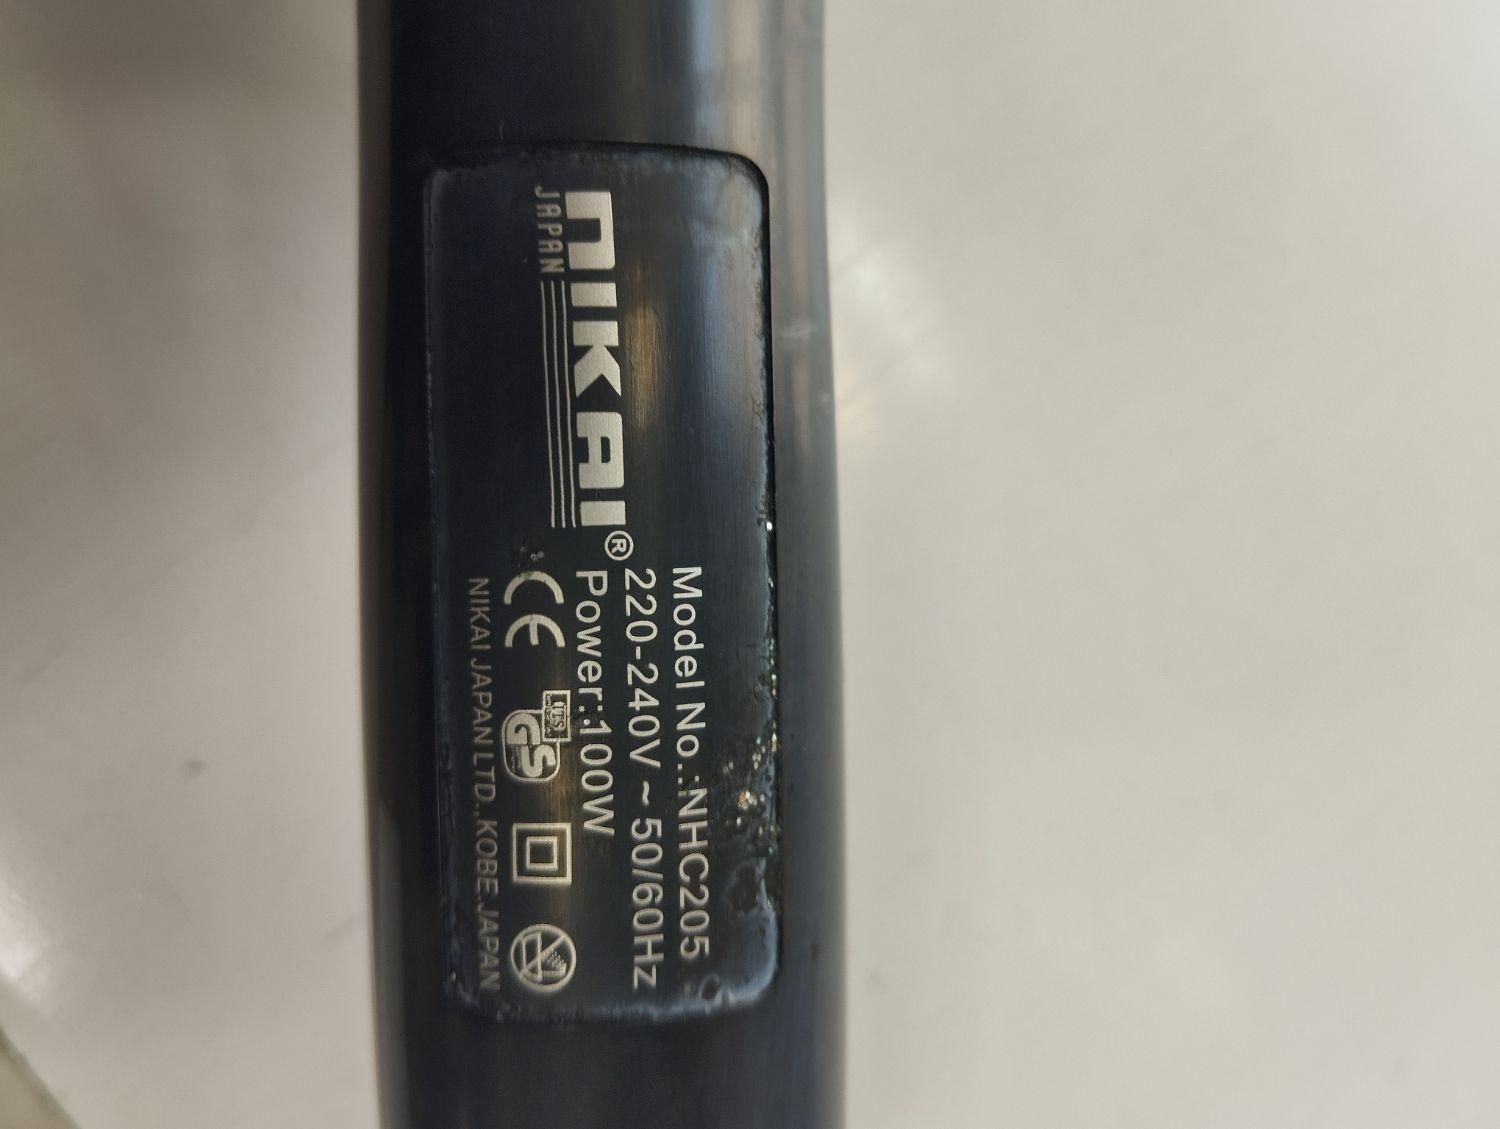 NIKAI®
JAPAN
Model No.:NHC205
220-240V ~ 50/60Hz
Power:100W
CE GS
NIKAI JAPAN LTD.,KOBE.JAPAN